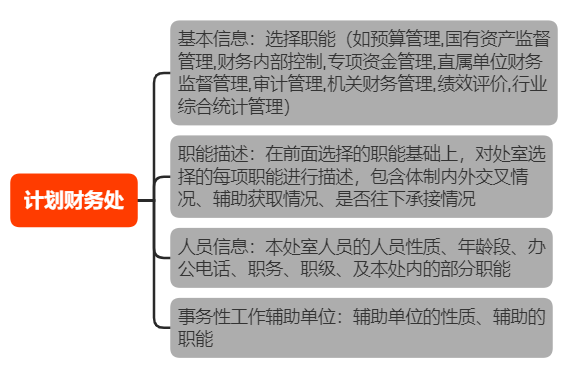 基本信息：选择职能（如预算管理,国有资产监督
管理,财务内部控制,专项资金管理,直属单位财务
监督管理,审计管理,机关财务管理,绩效评价,行业
综合统计管理）
职能描述：在前面选择的职能基础上，对处室选
择的每项职能进行描述，包含体制内外交叉情
况、辅助获取情况、是否往下承接情况
计划财务处
人员信息：本处室人员的人员性质、年龄段、办
公电话、职务、职级、及本处内的部分职能
事务性工作辅助单位：辅助单位的性质、辅助的
职能